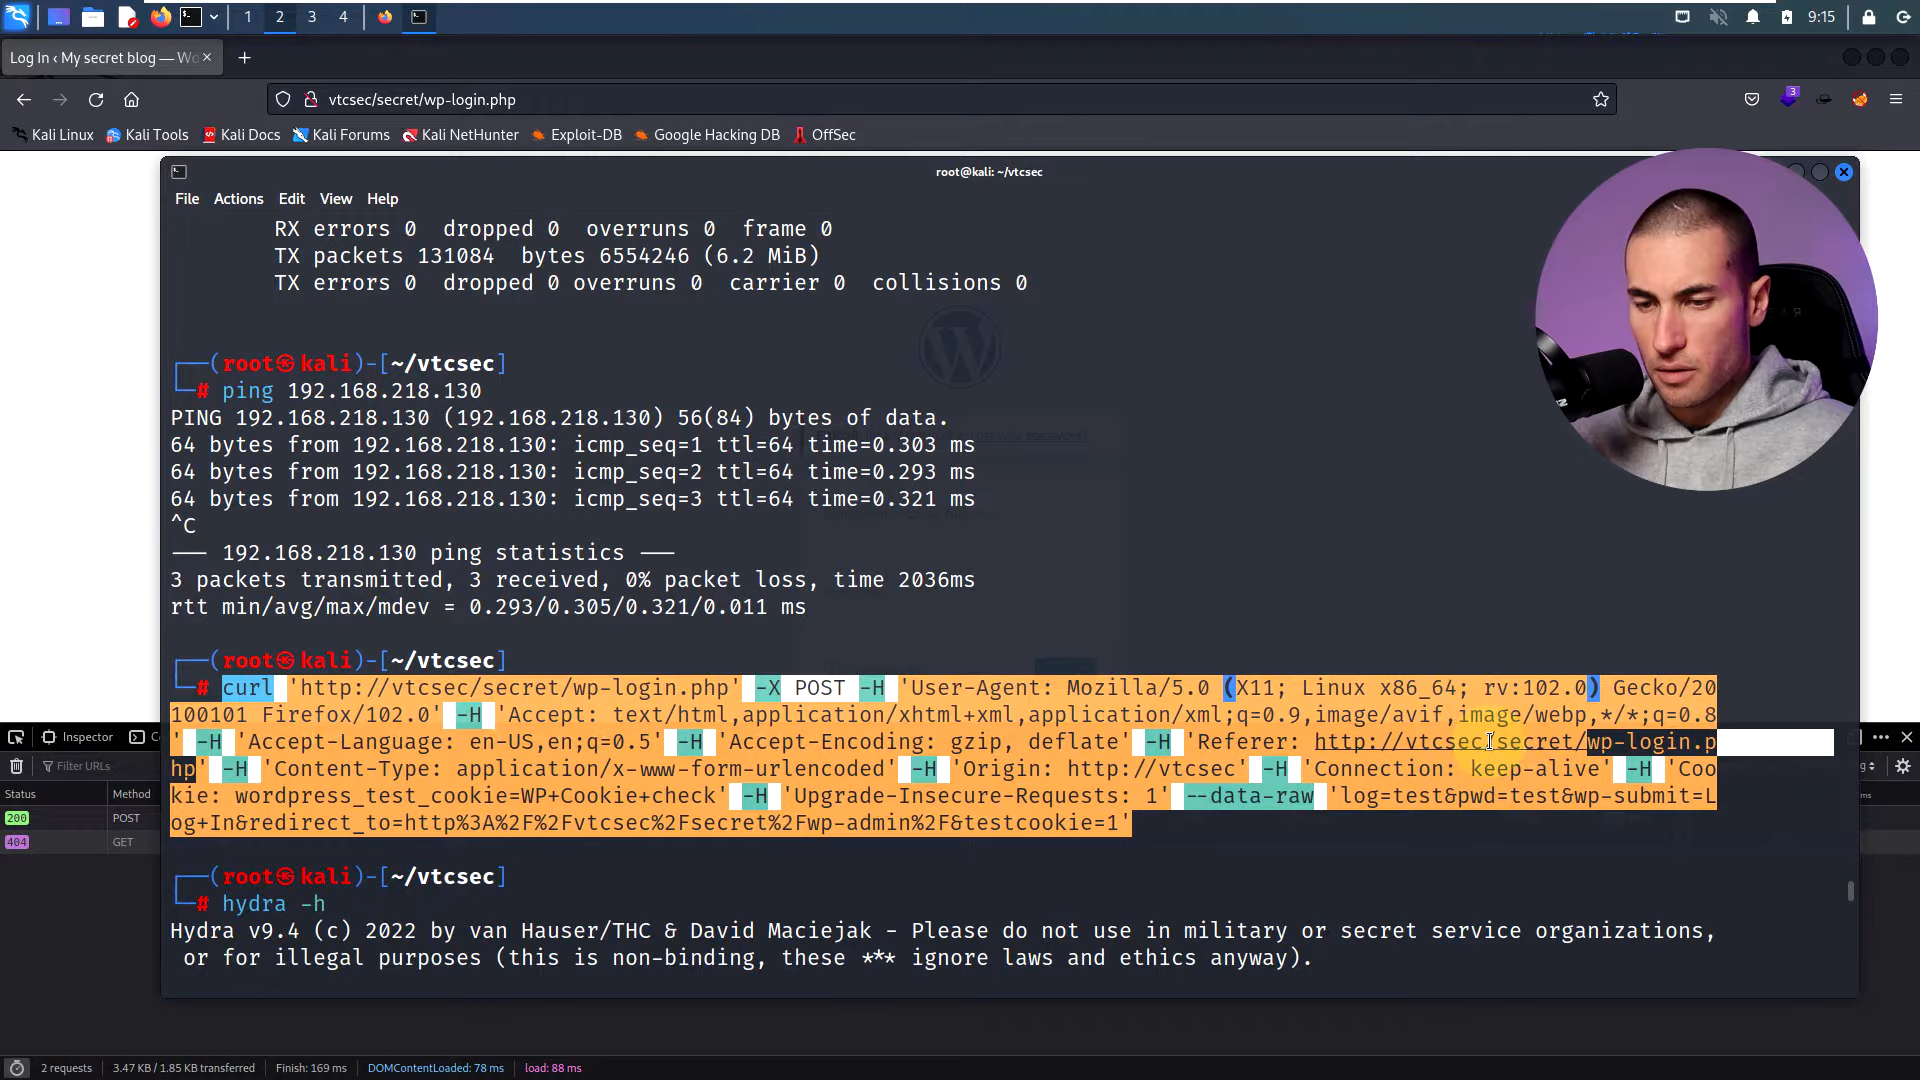 1 2 3 4 9:15
Log In ‹ My secret blog — Wo
vtcsec/secret/wp-login.php
3
Kali Linux Kali Tools Kali Docs Kali Forums Kali NetHunter Exploit-DB Google Hacking DB OffSec
root@kali: ~/vtcsec
File Actions Edit View Help
RX errors 0 dropped 0 overruns 0 frame 0
TX packets 131084 bytes 6554246 (6.2 MiB)
TX errors 0 dropped 0 overruns 0 carrier 0 collisions 0
┌──(root㉿kali)-[~/vtcsec]
└─# ping 192.168.218.130
PING 192.168.218.130 (192.168.218.130) 56(84) bytes of data.
64 bytes from 192.168.218.130: icmp_seq=1 ttl=64 time=0.303 ms
64 bytes from 192.168.218.130: icmp_seq=2 ttl=64 time=0.293 ms
64 bytes from 192.168.218.130: icmp_seq=3 ttl=64 time=0.321 ms
^C
--- 192.168.218.130 ping statistics ---
3 packets transmitted, 3 received, 0% packet loss, time 2036ms
rtt min/avg/max/mdev = 0.293/0.305/0.321/0.011 ms
┌──(root㉿kali)-[~/vtcsec]
└─# curl 'http://vtcsec/secret/wp-login.php' -X POST -H 'User-Agent: Mozilla/5.0 (X11; Linux x86_64; rv:102.0) Gecko/20
100101 Firefox/102.0' -H 'Accept: text/html,application/xhtml+xml,application/xml;q=0.9,image/avif,image/webp,*/*;q=0.8
' -H 'Accept-Language: en-US,en;q=0.5' -H 'Accept-Encoding: gzip, deflate' -H 'Referer: http://vtcsec/secret/wp-login.p
hp' -H 'Content-Type: application/x-www-form-urlencoded' -H 'Origin: http://vtcsec' -H 'Connection: keep-alive' -H 'Coo
kie: wordpress_test_cookie=WP+Cookie+check' -H 'Upgrade-Insecure-Requests: 1' --data-raw 'log=test&pwd=test&wp-submit=L
og+In&redirect_to=http%3A%2F%2Fvtcsec%2Fsecret%2Fwp-admin%2F&testcookie=1'
┌──(root㉿kali)-[~/vtcsec]
└─# hydra -h
Hydra v9.4 (c) 2022 by van Hauser/THC & David Maciejak - Please do not use in military or secret service organizations,
or for illegal purposes (this is non-binding, these *** ignore laws and ethics anyway).
Inspector
Filter URLs
Status Method
200 POST
404 GET
2 requests 3.47 KB / 1.85 KB transferred Finish: 169 ms DOMContentLoaded: 78 ms load: 88 ms